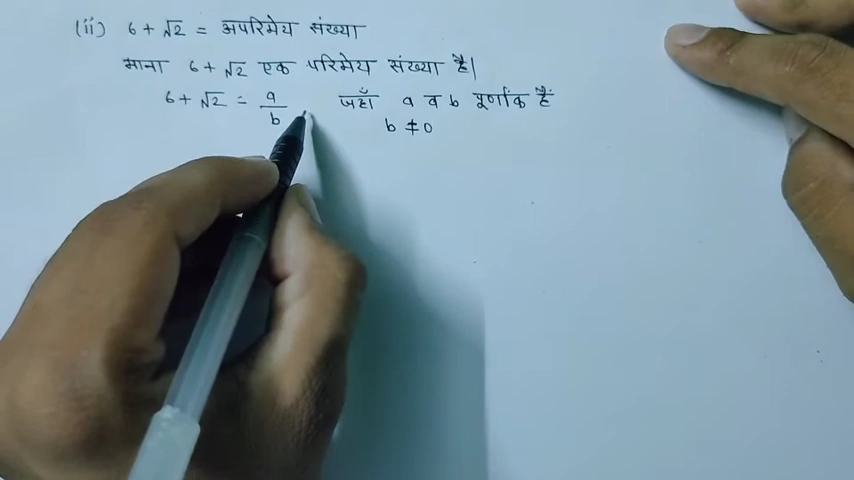 (ii) 6 + √2 = अपरिमेय संख्या
माना 6 + √2 एक परिमेय संख्या है|
6 + √2 = a/b जहाँ a व b पूर्णांक हैं
b ≠ 0